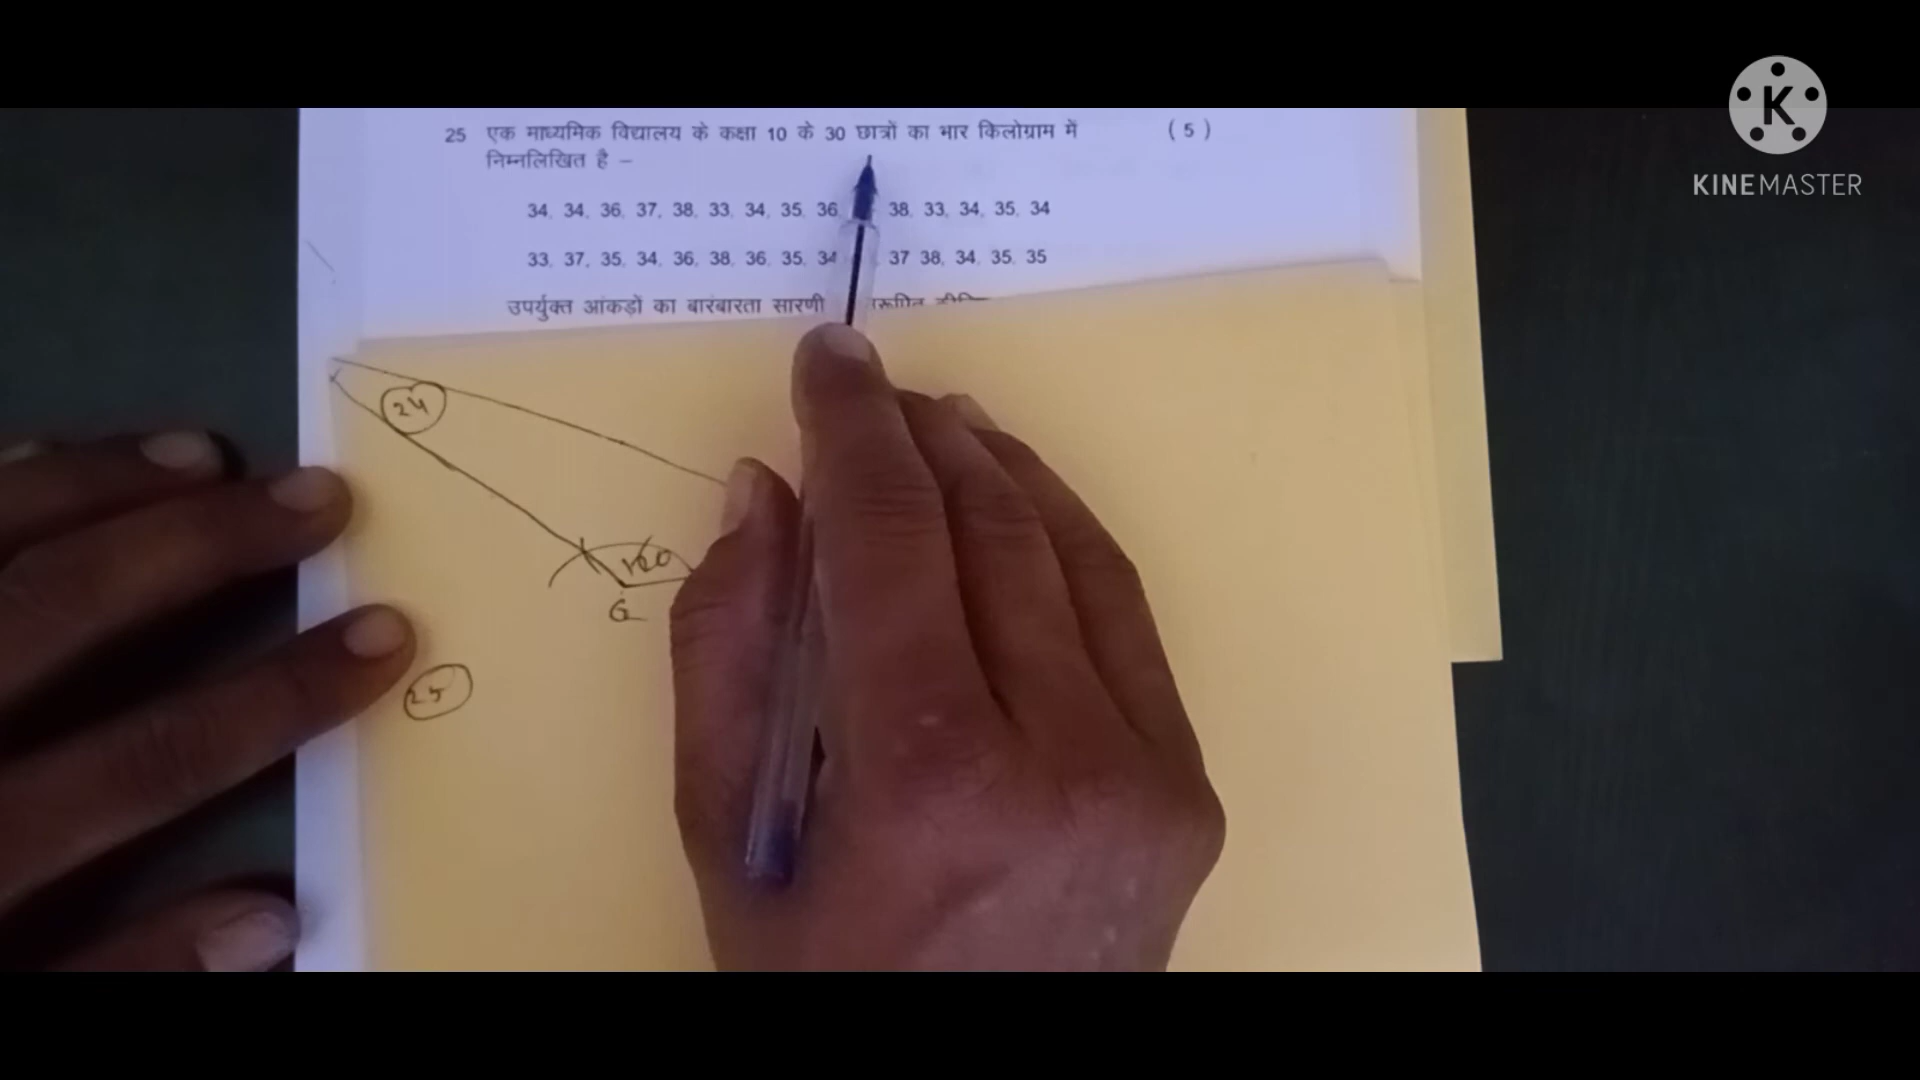 K
KINEMASTER
25 एक माध्यमिक विद्यालय के कक्षा 10 के 30 छात्रों का भार किलोग्राम में ( 5 )
निम्नलिखित है –
34, 34, 36, 37, 38, 33, 34, 35, 36, 38, 33, 34, 35, 34
33, 37, 35, 34, 36, 38, 36, 35, 34 37 38, 34, 35, 35
उपर्युक्त आंकड़ों का बारंबारता सारणी
24
120
G
25